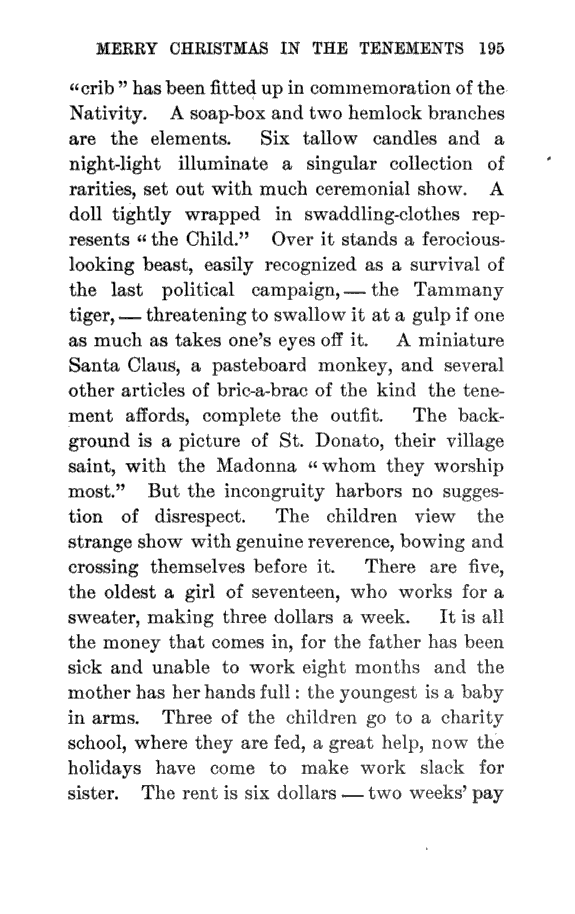 MERRY CHRISTMAS IN THE TENEMENTS 195
“crib” has been fitted up in commemoration of the
Nativity. A soap-box and two hemlock branches
are the elements. Six tallow candles and a
night-light illuminate a singular collection of
rarities, set out with much ceremonial show. A
doll tightly wrapped in swaddling-clothes rep-
resents “the Child.” Over it stands a ferocious-
looking beast, easily recognized as a survival of
the last political campaign, — the Tammany
tiger, — threatening to swallow it at a gulp if one
as much as takes one’s eyes off it. A miniature
Santa Claus, a pasteboard monkey, and several
other articles of bric-a-brac of the kind the tene-
ment affords, complete the outfit. The back-
ground is a picture of St. Donato, their village
saint, with the Madonna “whom they worship
most.” But the incongruity harbors no sugges-
tion of disrespect. The children view the
strange show with genuine reverence, bowing and
crossing themselves before it. There are five,
the oldest a girl of seventeen, who works for a
sweater, making three dollars a week. It is all
the money that comes in, for the father has been
sick and unable to work eight months and the
mother has her hands full: the youngest is a baby
in arms. Three of the children go to a charity
school, where they are fed, a great help, now the
holidays have come to make work slack for
sister. The rent is six dollars — two weeks’ pay